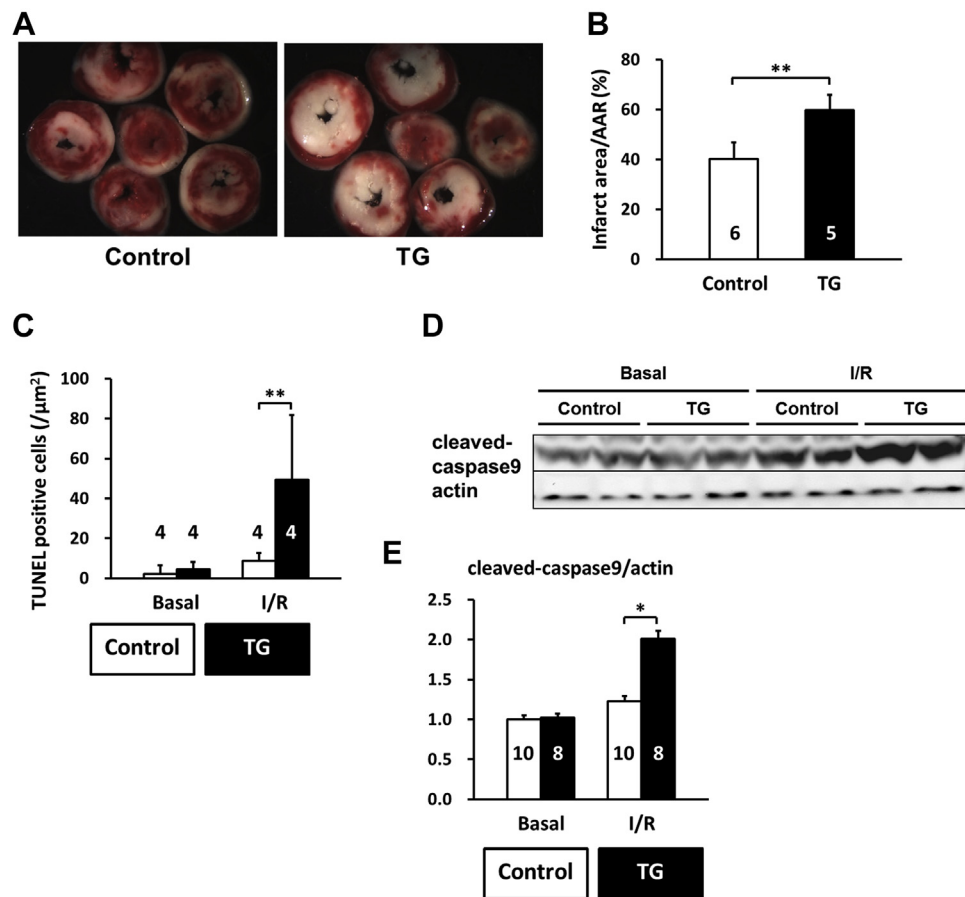 A
Control
TG
B
Infarct area/AAR (%)
80
60
40
20
0
**
6
5
Control
TG
C
TUNEL positive cells (/μm²)
100
80
60
40
20
0
**
4
4
4
4
Basal
I/R
Control
TG
D
Basal
I/R
Control
TG
Control
TG
cleaved-
caspase9
actin
E
cleaved-caspase9/actin
2.5
2.0
1.5
1.0
0.5
0.0
*
10
8
10
8
Basal
I/R
Control
TG